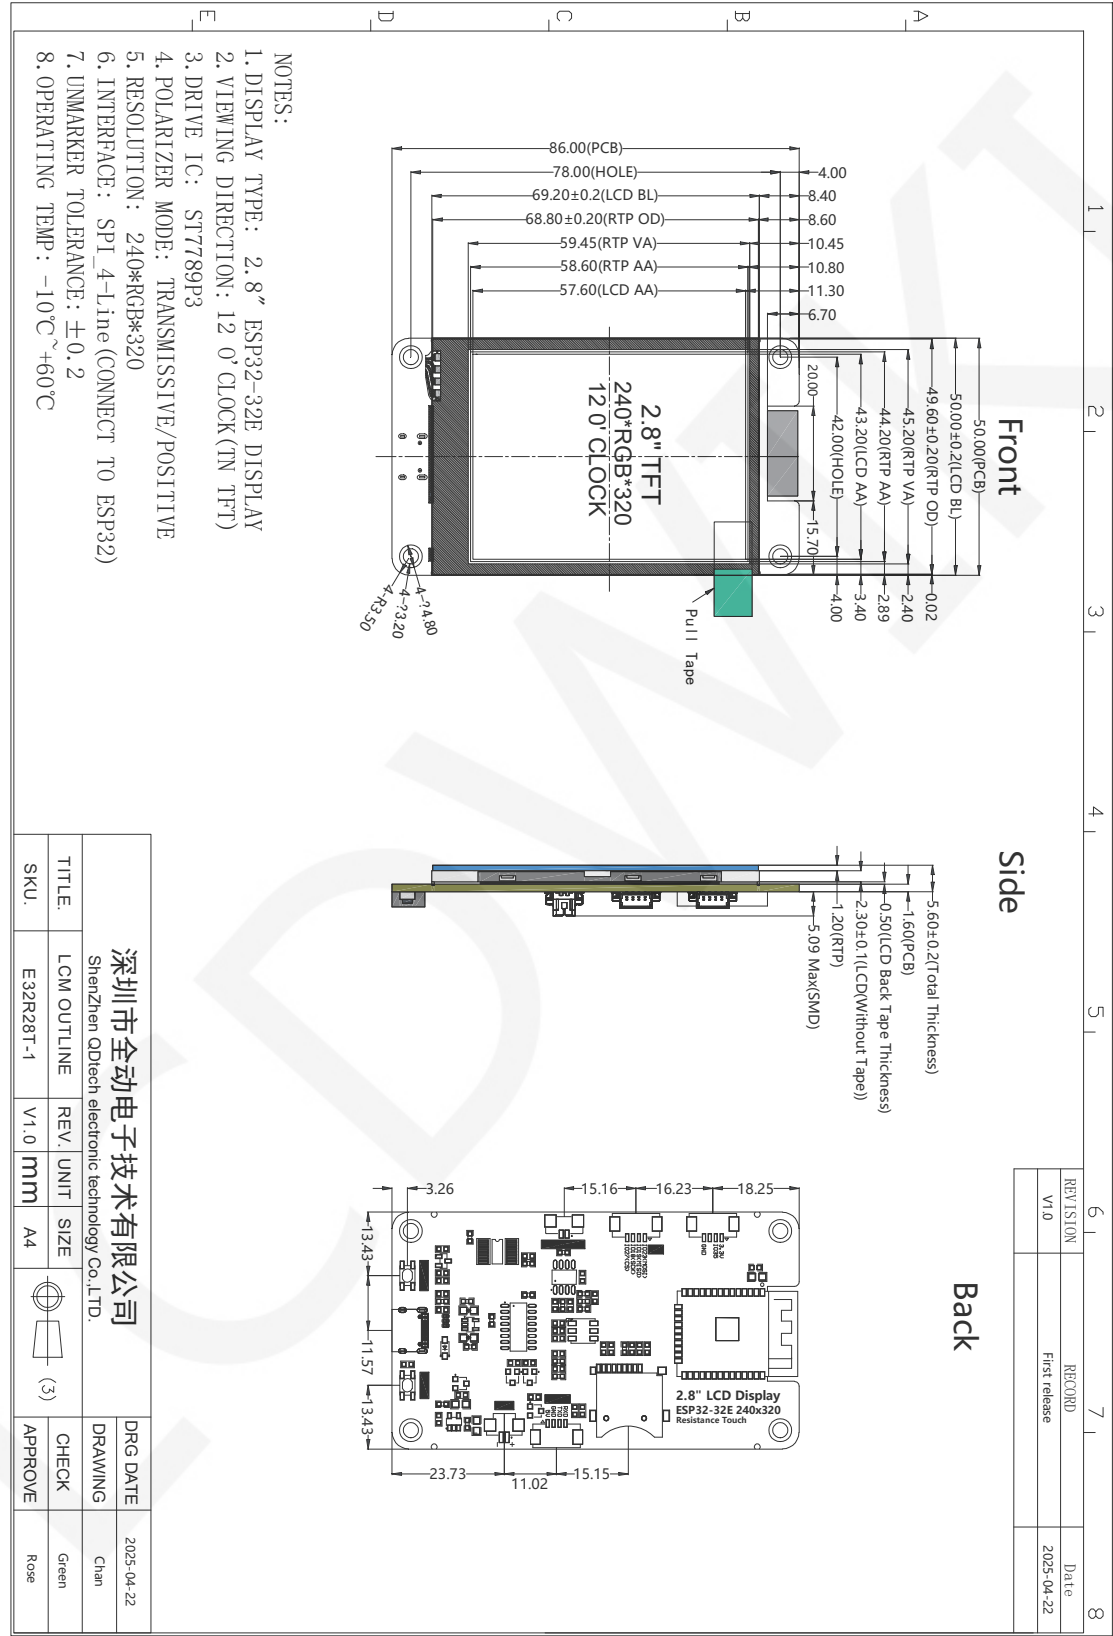 1
2
3
4
5
6
7
8
A
B
C
D
E
REVISION
RECORD
Date
V1.0
First release
2025-04-22
Front
Side
Back
86.00(PCB)
78.00(HOLE)
4.00
69.20±0.2(LCD BL)
8.40
68.80±0.20(RTP OD)
8.60
59.45(RTP VA)
10.45
58.60(RTP AA)
10.80
57.60(LCD AA)
11.30
6.70
50.00(PCB)
50.00±0.2(LCD BL)
49.60±0.20(RTP OD)
0.02
45.20(RTP VA)
2.40
44.20(RTP AA)
2.89
43.20(LCD AA)
3.40
42.00(HOLE)
4.00
20.00
15.70
2.8" TFT
240*RGB*320
12 0' CLOCK
Pull Tape
4-?4.80
4-?3.20
4-R3.50
5.60±0.2(Total Thickness)
1.60(PCB)
0.50(LCD Back Tape Thickness)
2.30±0.1(LCD(Without Tape))
1.20(RTP)
5.09 Max(SMD)
3.26
15.16
16.23
18.25
13.43
11.57
13.43
23.73
11.02
15.15
2.8" LCD Display
ESP32-32E 240x320
Resistance Touch
NOTES:
1. DISPLAY TYPE: 2.8" ESP32-32E DISPLAY
2. VIEWING DIRECTION: 12 O'CLOCK(TN TFT)
3. DRIVE IC: ST7789P3
4. POLARIZER MODE: TRANSMISSIVE/POSITIVE
5. RESOLUTION: 240*RGB*320
6. INTERFACE: SPI_4-Line(CONNECT TO ESP32)
7. UNMARKER TOLERANCE: ±0.2
8. OPERATING TEMP: -10℃~+60℃
深圳市全动电子技术有限公司
ShenZhen QDtech electronic technology Co.,LTD.
DRG DATE
2025-04-22
DRAWING
Chan
TITLE.
LCM OUTLINE
REV.
UNIT
SIZE
(3)
CHECK
Green
SKU.
E32R28T-1
V1.0
mm
A4
APPROVE
Rose
LCDWIKI